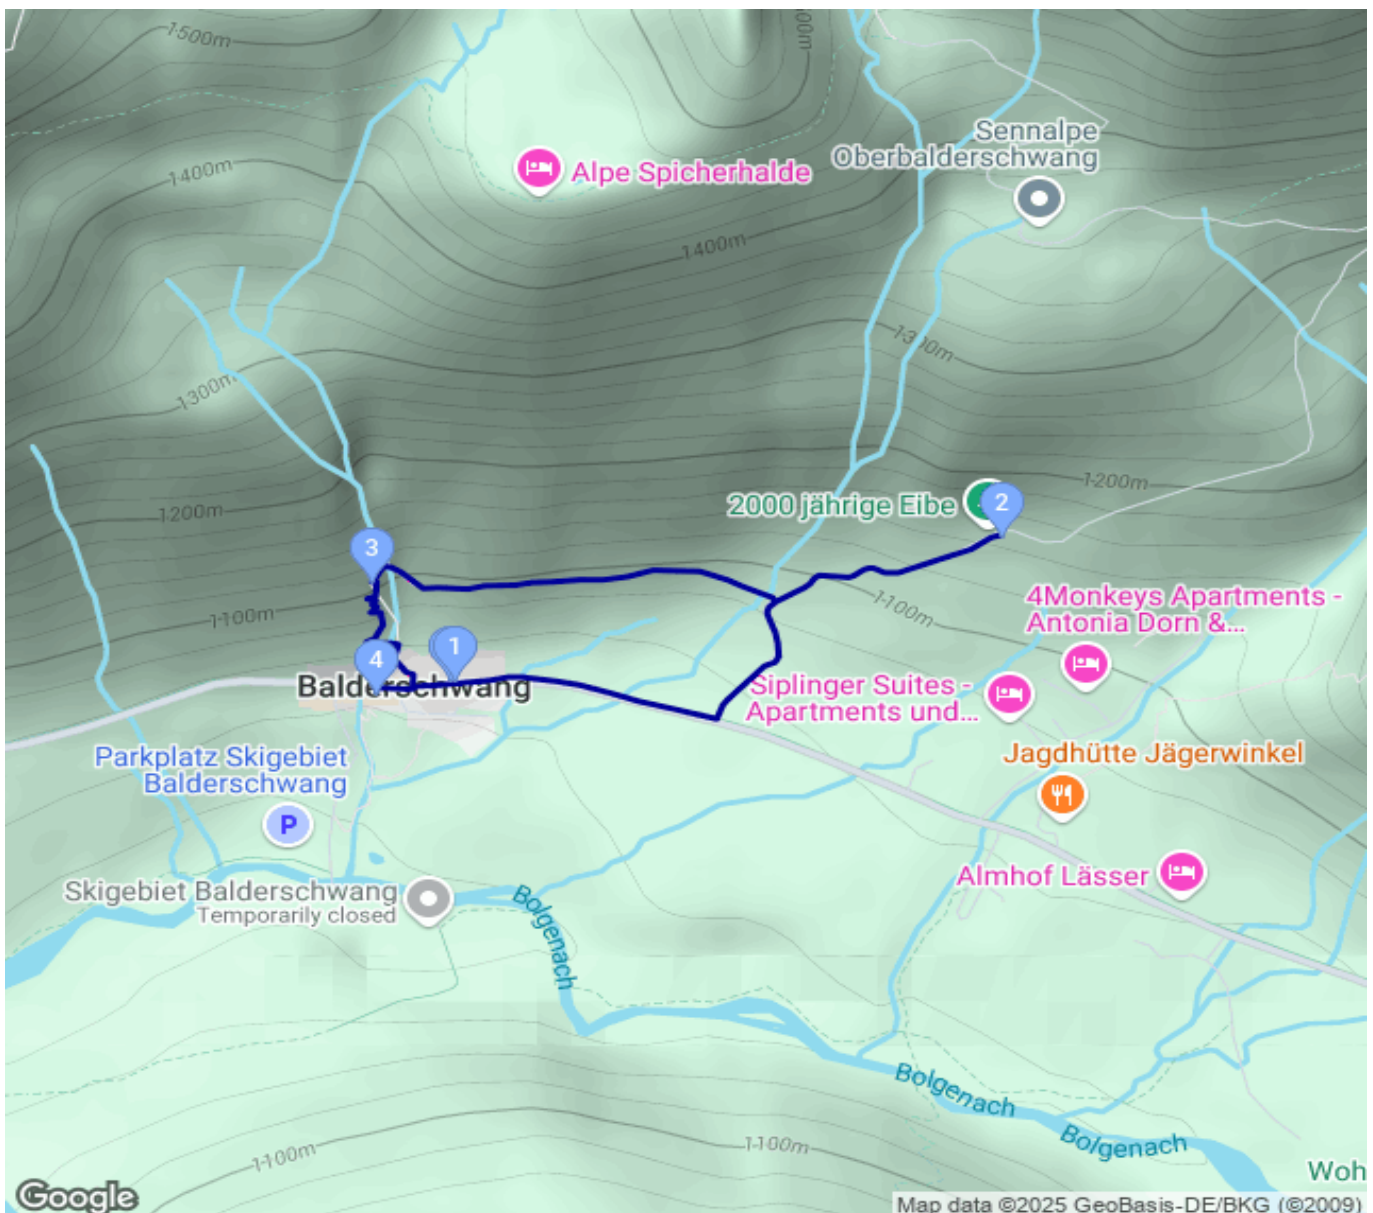 1500m
1400m
Alpe Spicherhalde
Sennalpe
Oberbalderschwang
1400m
1300m
1300m
2000 jährige Eibe
2
1200m
1200m
3
1100m
1100m
4Monkeys Apartments -
Antonia Dorn &...
1
4
Balderschwang
Siplinger Suites -
Apartments und...
Parkplatz Skigebiet
Balderschwang
P
Jagdhütte Jägerwinkel
Almhof Lässer
Skigebiet Balderschwang
Temporarily closed
Bolgenach
Bolgenach
Bolgenach
1100m
1100m
Woh
Google
Map data ©2025 GeoBasis-DE/BKG (©2009)